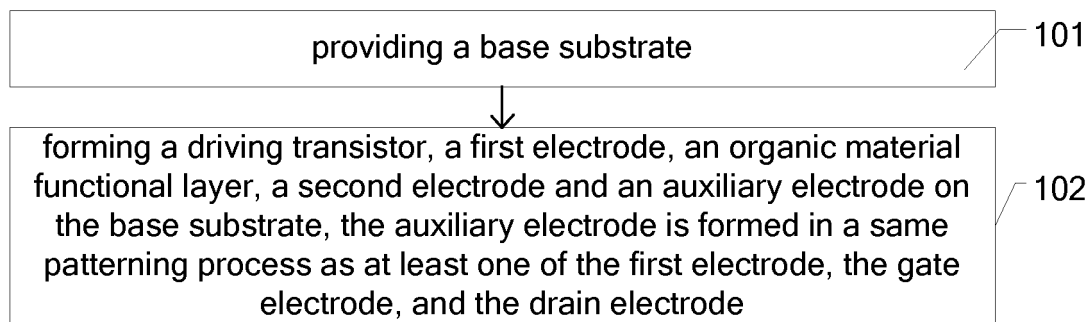 providing a base substrate
101
forming a driving transistor, a first electrode, an organic material
functional layer, a second electrode and an auxiliary electrode on
the base substrate, the auxiliary electrode is formed in a same
patterning process as at least one of the first electrode, the gate
electrode, and the drain electrode
102